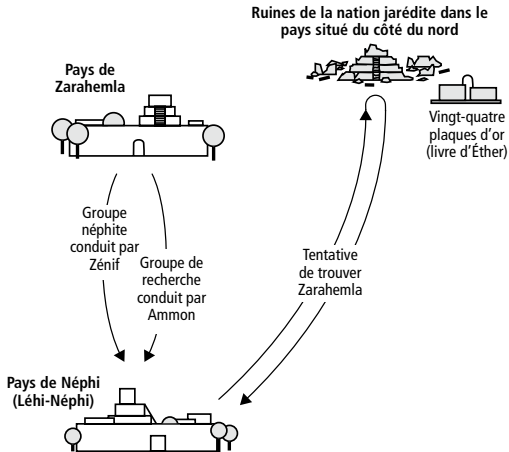 Ruines de la nation jarédite dans le
pays situé du côté du nord
Pays de
Zarahemla
Vingt-quatre
plaques d'or
(livre d'Éther)
Groupe
néphite
conduit par
Zénif
Groupe de
recherche
conduit par
Ammon
Tentative
de trouver
Zarahemla
Pays de Néphi
(Léhi-Néphi)